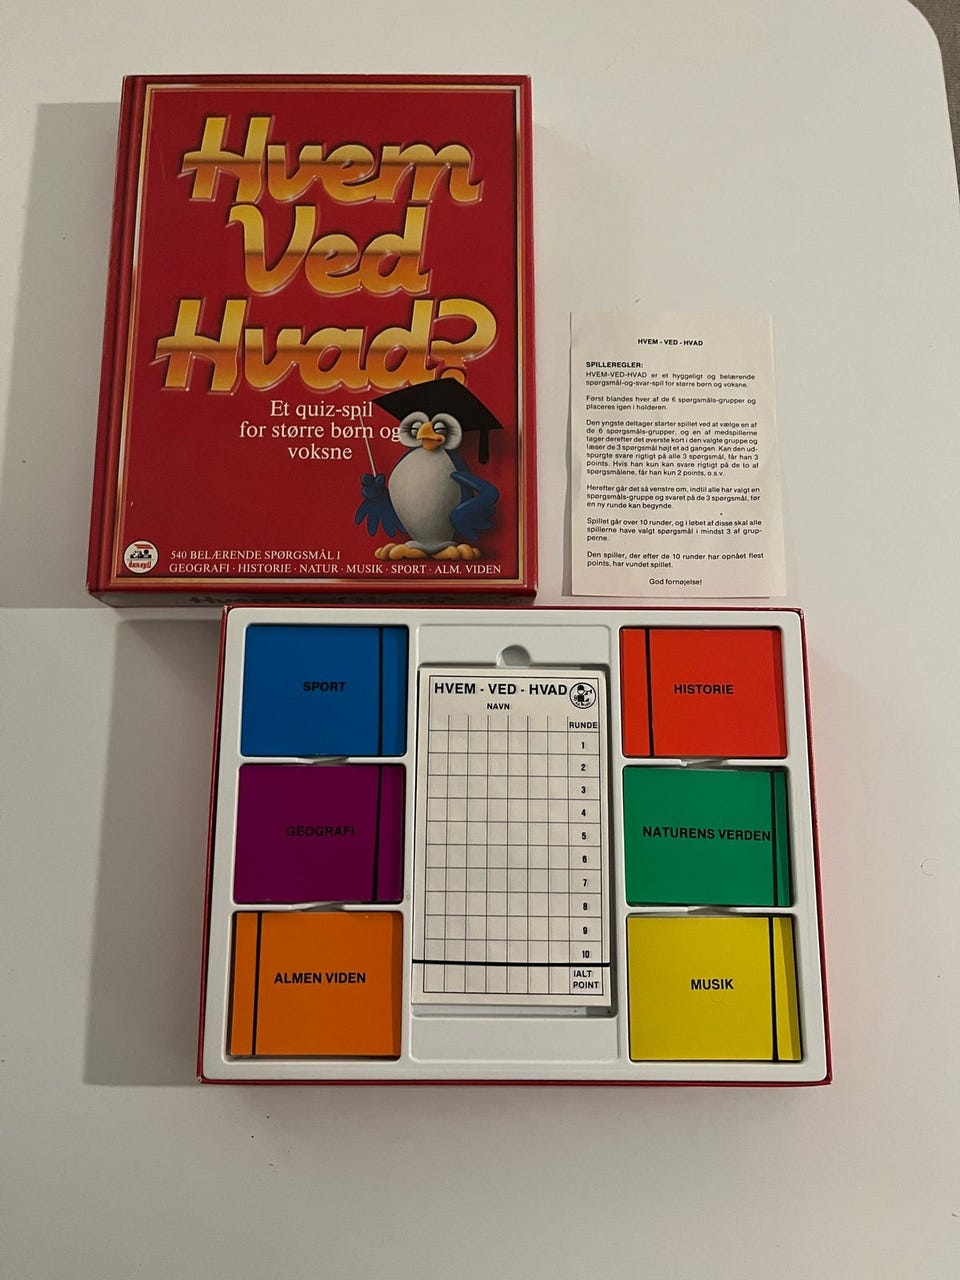 Hvem
Ved
Hvad?
Et quiz-spil
for større børn og
voksne
540 BELÆRENDE SPØRGSMÅL I
GEOGRAFI · HISTORIE · NATUR · MUSIK · SPORT · ALM. VIDEN
danspil
HVEM - VED - HVAD
SPILLEREGLER:
HVEM-VED-HVAD er et hyggeligt og belærende
spørgsmål-og-svar-spil for større børn og voksne.
Først blandes hver af de 6 spørgsmåls-grupper og
placeres igen i holderen.
Den yngste deltager starter spillet ved at vælge en af
de 6 spørgsmåls-grupper, og en af medspillerne
tager derefter det øverste kort i den valgte gruppe og
læser de 3 spørgsmål højt et ad gangen. Kan den ud-
spurgte svare rigtigt på alle 3 spørgsmål, får han 3
points. Hvis han kun kan svare rigtigt på de to af
spørgsmålene, får han kun 2 points, o.s.v.
Herefter går det så venstre om, indtil alle har valgt en
spørgsmåls-gruppe og svaret på de 3 spørgsmål, før
en ny runde kan begynde.
Spillet går over 10 runder, og i løbet af disse skal alle
spillerne have valgt spørgsmål i mindst 3 af grup-
perne.
Den spiller, der efter de 10 runder har opnået flest
points, har vundet spillet.
God fornøjelse!
SPORT
GEOGRAFI
ALMEN VIDEN
HVEM - VED - HVAD
NAVN
RUNDE
1
2
3
4
5
6
7
8
9
10
IALT
POINT
HISTORIE
NATURENS VERDEN
MUSIK